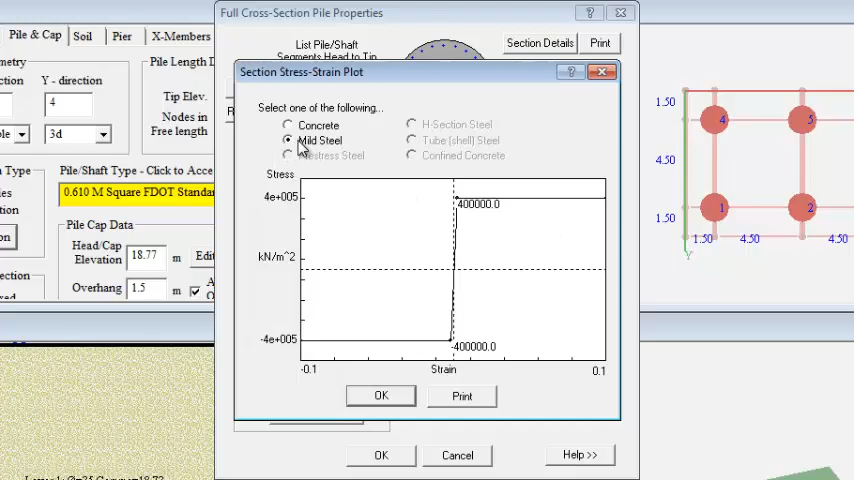 Full Cross-Section Pile Properties
?
Pile & Cap
Soil
Pier
X-Members
List Pile/Shaft
Segments Head to Tip
Section Details
Print
Y - direction
4
3d
Pile Length D
Tip Elev.
Nodes in
Free length
Pile/Shaft Type - Click to Acce
0.610 M Square FDOT Standar
Pile Cap Data
Head/Cap
Elevation
18.77
m
Edi
Overhang
1.5
m
Section Stress-Strain Plot
?
Select one of the following...
Concrete
H-Section Steel
Mild Steel
Tube (shell) Steel
Confined Concrete
Stress
4e+005
400000.0
kN/m^2
-4e+005
-400000.0
-0.1
Strain
0.1
OK
Print
OK
Cancel
Help >>
1.50
4
5
4.50
1
2
1.50
1.50
4.50
4.50
Y